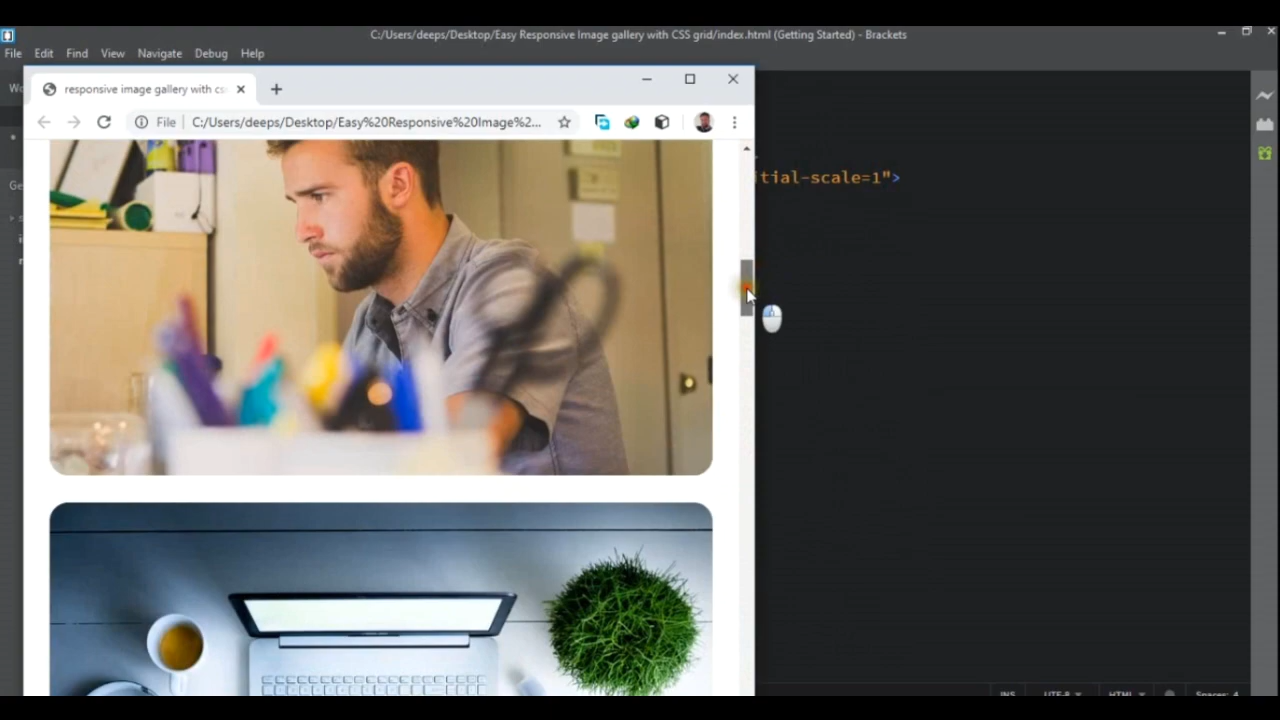 C:/Users/deeps/Desktop/Easy Responsive Image gallery with CSS grid/index.html (Getting Started) - Brackets
File Edit Find View Navigate Debug Help
responsive image gallery with cs
File | C:/Users/deeps/Desktop/Easy%20Responsive%20Image%2...
tial-scale=1">
INS UTF-8 HTML Spaces: 4